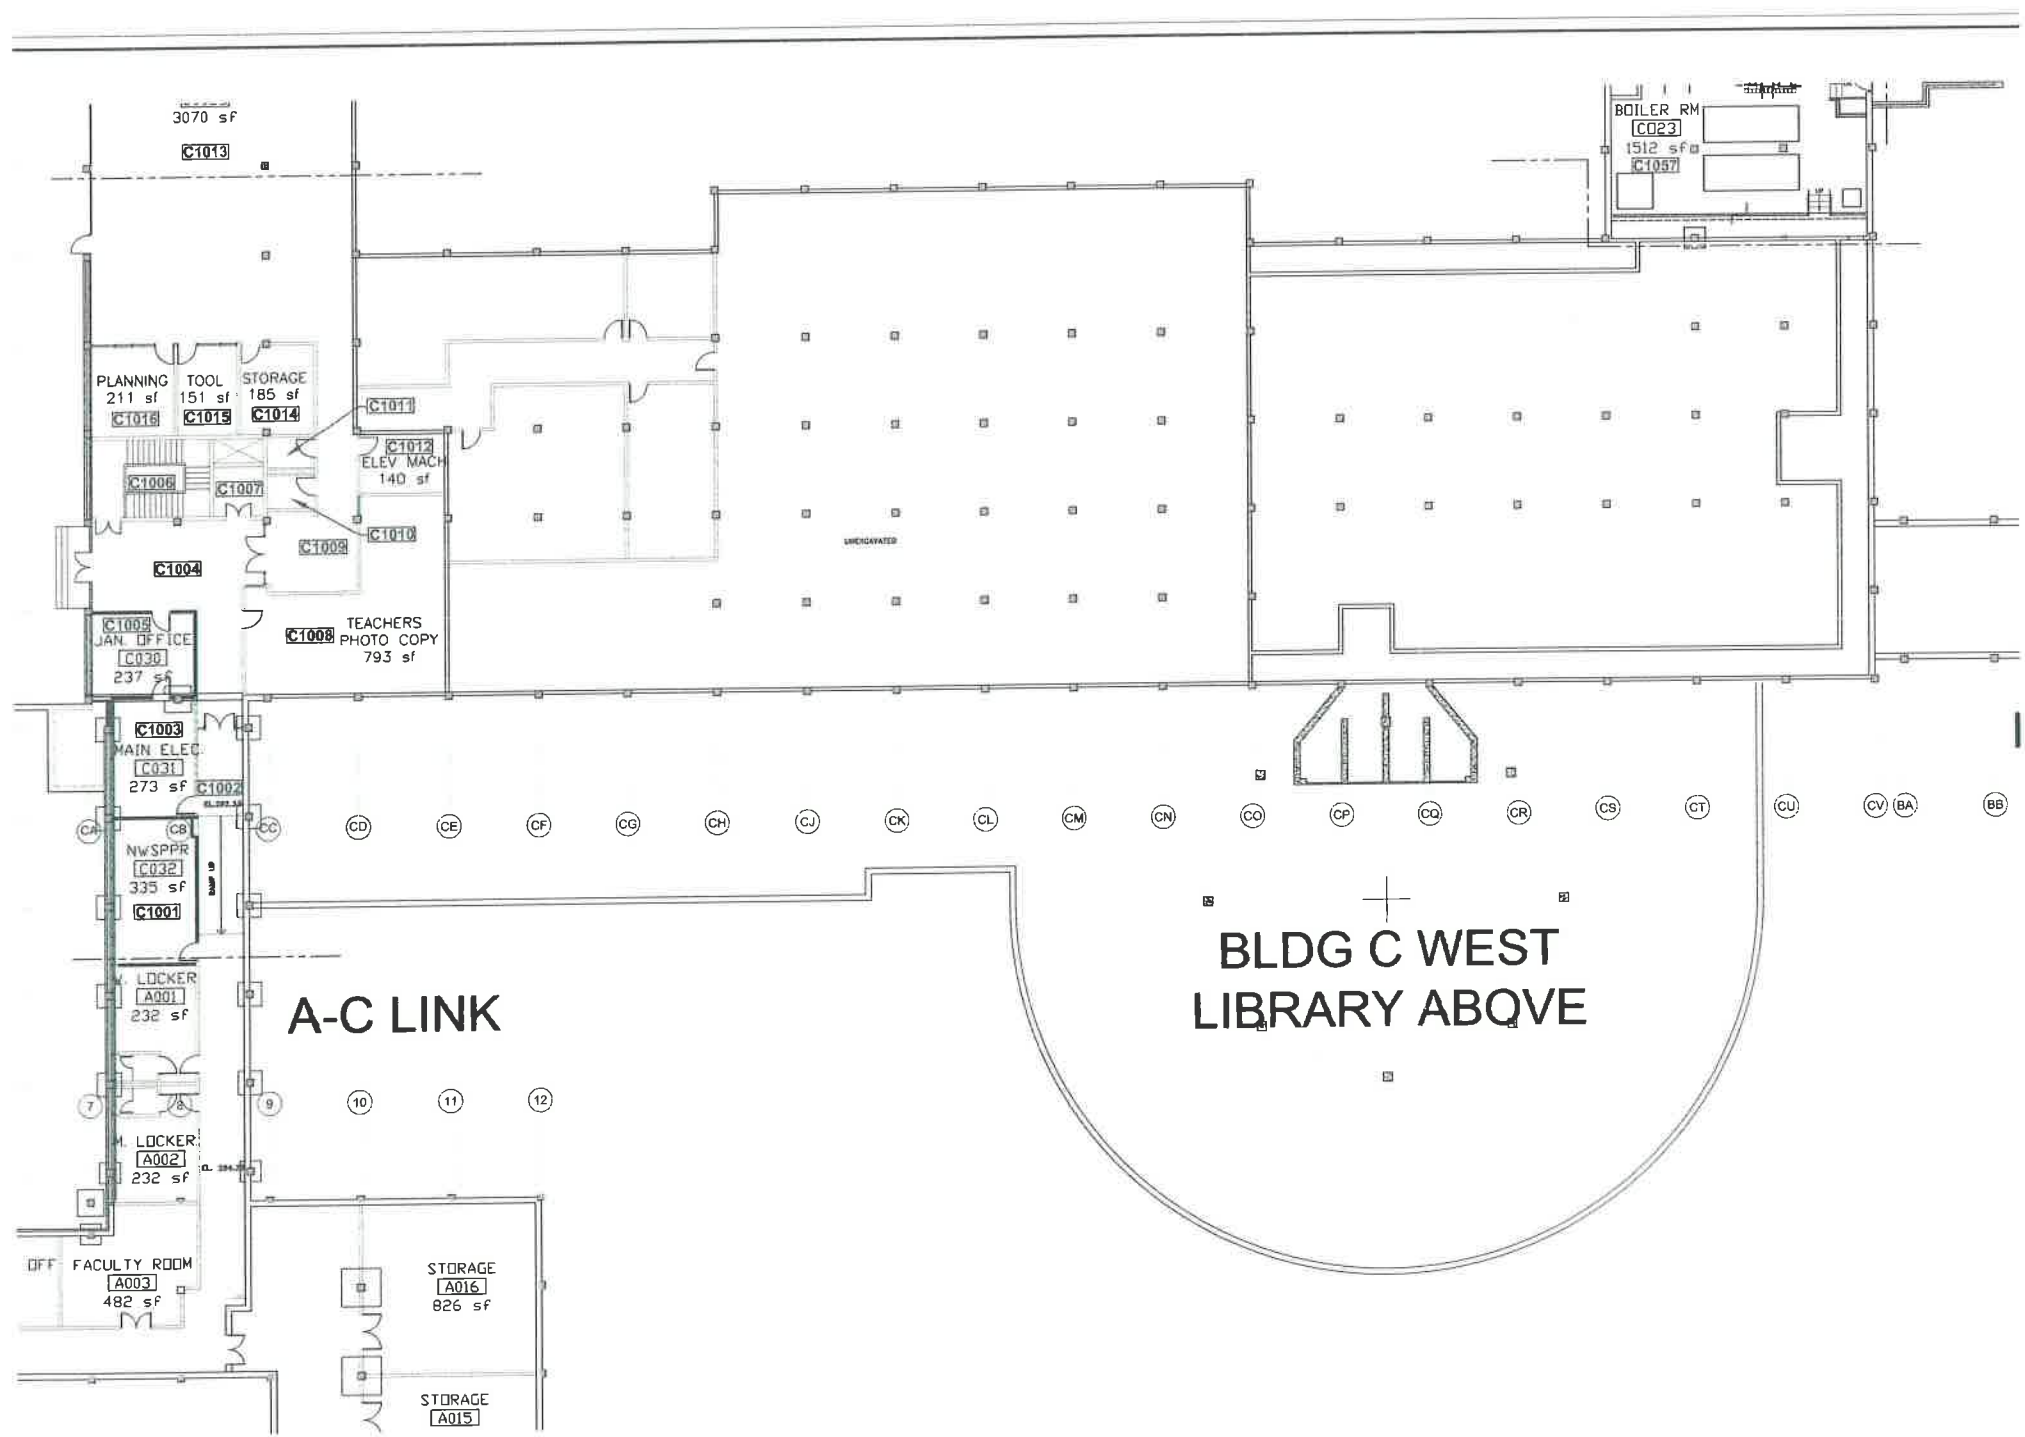 3070 sf
C1013
BOILER RM
C023
1512 sf
C1057
UP
PLANNING
211 sf
C1016
TOOL
151 sf
C1015
STORAGE
185 sf
C1014
C1011
C1012
ELEV MACH
140 sf
C1006
C1007
C1010
C1009
C1004
UNEXCAVATED
C1005
JAN. OFFICE
C030
237 sf
C1008
TEACHERS
PHOTO COPY
793 sf
C1003
MAIN ELEC.
C031
273 sf
C1002
CA
CB
CC
CD
CE
CF
CG
CH
CJ
CK
CL
CM
CN
CO
CP
CQ
CR
CS
CT
CU
CV
BA
BB
NWSPPR
C032
335 sf
C1001
RAMP UP
BLDG C WEST
LIBRARY ABOVE
. LOCKER
A001
232 sf
A-C LINK
7
8
9
10
11
12
M. LOCKER
A002
232 sf
OFF
FACULTY ROOM
A003
482 sf
STORAGE
A016
826 sf
STORAGE
A015